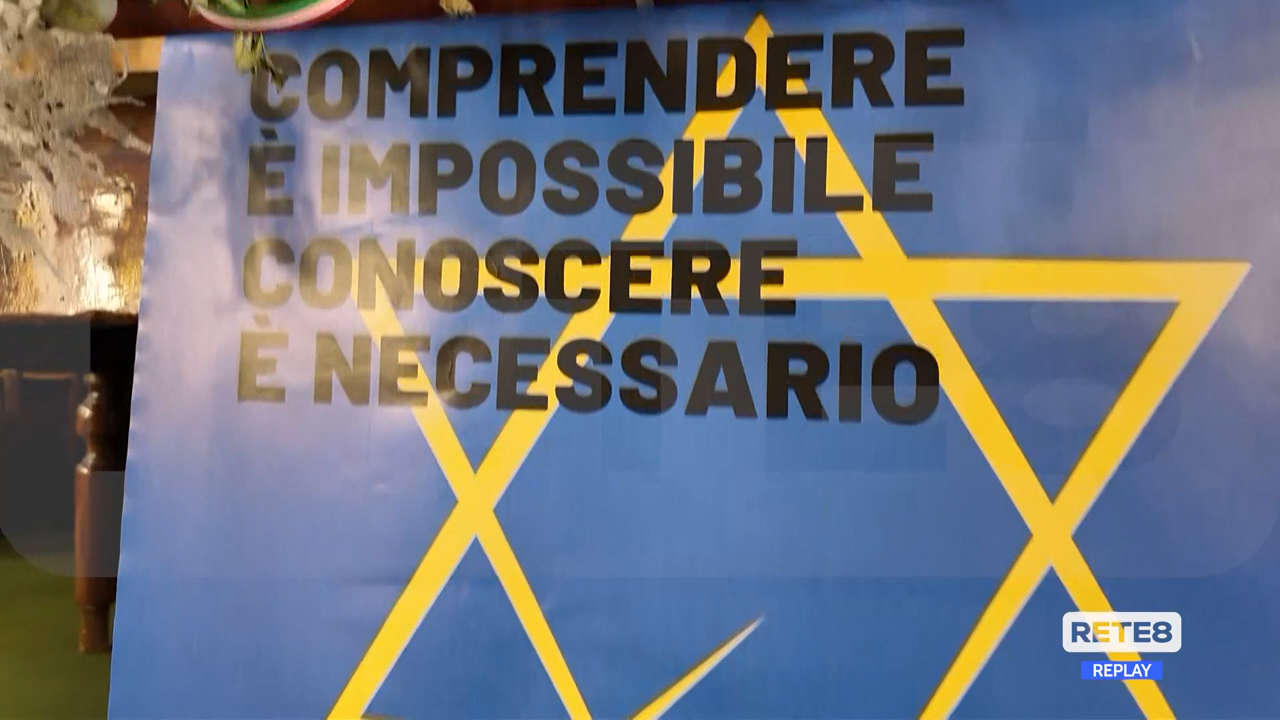 COMPRENDERE
È IMPOSSIBILE
CONOSCERE
È NECESSARIO
RETE8
REPLAY